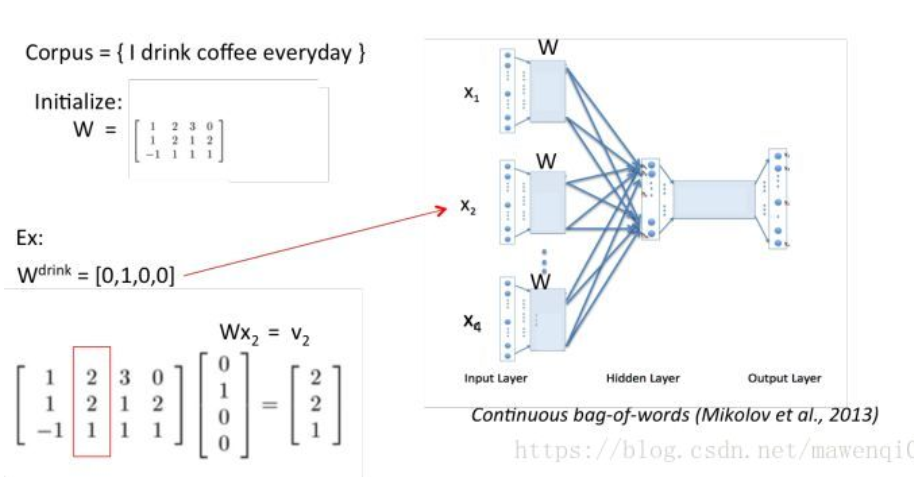 Corpus = { I drink coffee everyday }
Initialize:
W =
1 2 3 0
1 2 1 2
-1 1 1 1
Ex:
W^drink = [0,1,0,0]
Wx₂ = v₂
1 2 3 0 0
1 2 1 2 1 = 2
-1 1 1 1 0 2
0 1
W
X₁
W
X₂
W
Input Layer Hidden Layer Output Layer
Continuous bag-of-words (Mikolov et al., 2013)
https://blog.csdn.net/mawenqi